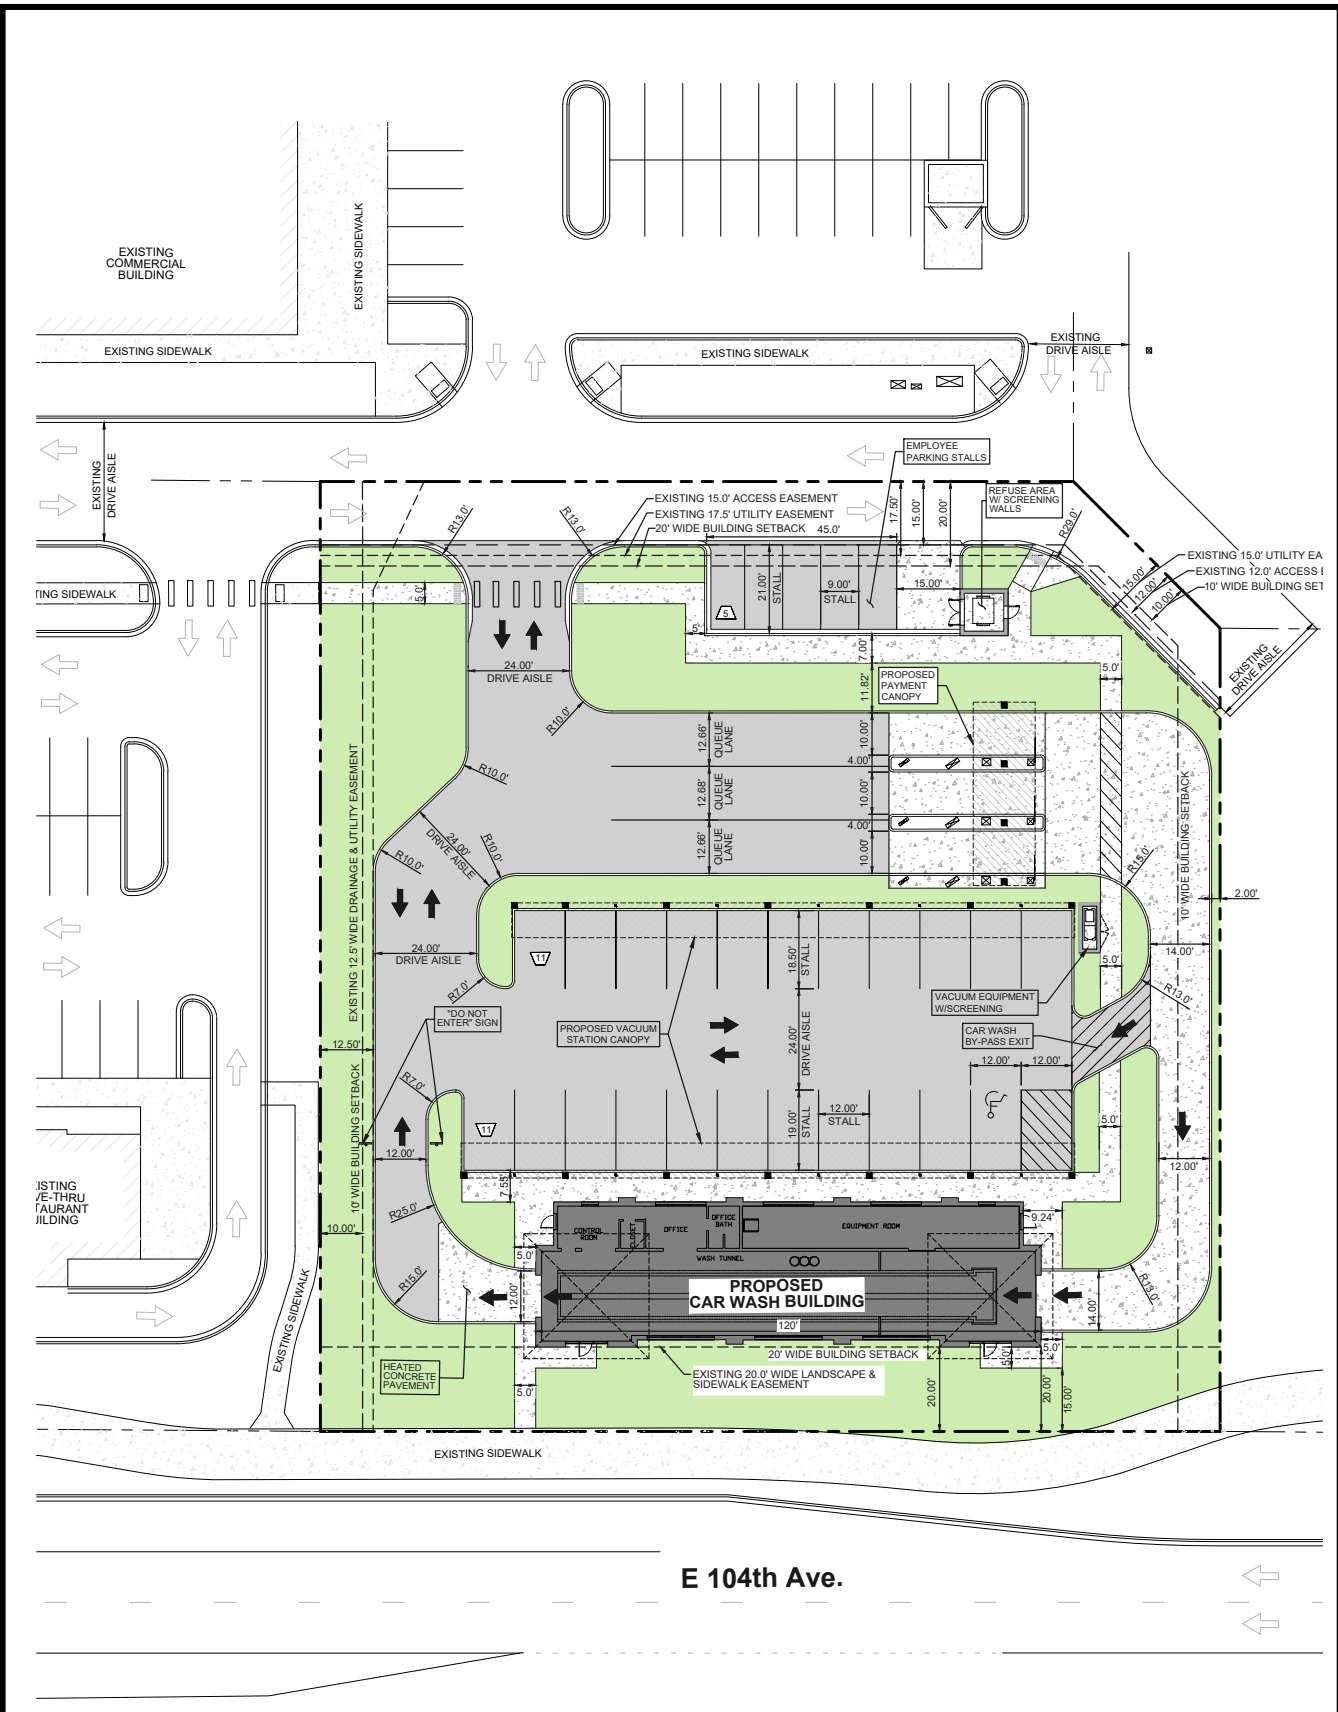 EXISTING
COMMERCIAL
BUILDING
EXISTING SIDEWALK
EXISTING SIDEWALK
EXISTING SIDEWALK
EXISTING
DRIVE AISLE
EXISTING
DRIVE AISLE
EMPLOYEE
PARKING STALLS
REFUSE AREA
W/ SCREENING
WALLS
EXISTING 15.0' ACCESS EASEMENT
EXISTING 17.5' UTILITY EASEMENT
20' WIDE BUILDING SETBACK
45.0'
17.50'
15.00'
20.00'
R13.0'
R13.0'
R29.0'
EXISTING 15.0' UTILITY EA
EXISTING 12.0' ACCESS E
10' WIDE BUILDING SET
15.00'
12.00'
10.00'
TING SIDEWALK
5.0'
21.00'
STALL
9.00'
STALL
15.00'
5
5'
7.00'
11.82'
24.00'
DRIVE AISLE
PROPOSED
PAYMENT
CANOPY
5.0'
EXISTING
DRIVE AISLE
R10.0'
R10.0'
12.66'
QUEUE
LANE
12.68'
QUEUE
LANE
12.66'
QUEUE
LANE
10.00'
4.00'
10.00'
4.00'
10.00'
24.00'
DRIVE AISLE
R10.0'
R10.0'
R15.0'
10' WIDE BUILDING SETBACK
2.00'
EXISTING 12.5' WIDE DRAINAGE & UTILITY EASEMENT
24.00'
DRIVE AISLE
R7.0'
11
18.50'
STALL
14.00'
5.0'
R13.0'
"DO NOT
ENTER" SIGN
PROPOSED VACUUM
STATION CANOPY
VACUUM EQUIPMENT
W/SCREENING
CAR WASH
BY-PASS EXIT
24.00'
DRIVE AISLE
12.50'
12.00'
12.00'
R7.0'
10' WIDE BUILDING SETBACK
11
19.00'
STALL
12.00'
STALL
5.0'
12.00'
12.00'
7.55'
R25.0'
10.00'
XISTING
VE-THRU
TAURANT
UILDING
CONTROL
ROOM
CLOSET
OFFICE
OFFICE
BATH
EQUIPMENT ROOM
9.24'
5.0'
WASH TUNNEL
R15.0'
12.00'
PROPOSED
CAR WASH BUILDING
120'
14.00'
R18.0'
EXISTING SIDEWALK
HEATED
CONCRETE
PAVEMENT
20' WIDE BUILDING SETBACK
5.0'
5.0'
EXISTING 20.0' WIDE LANDSCAPE &
SIDEWALK EASEMENT
5.0'
20.00'
20.00'
15.00'
EXISTING SIDEWALK
E 104th Ave.